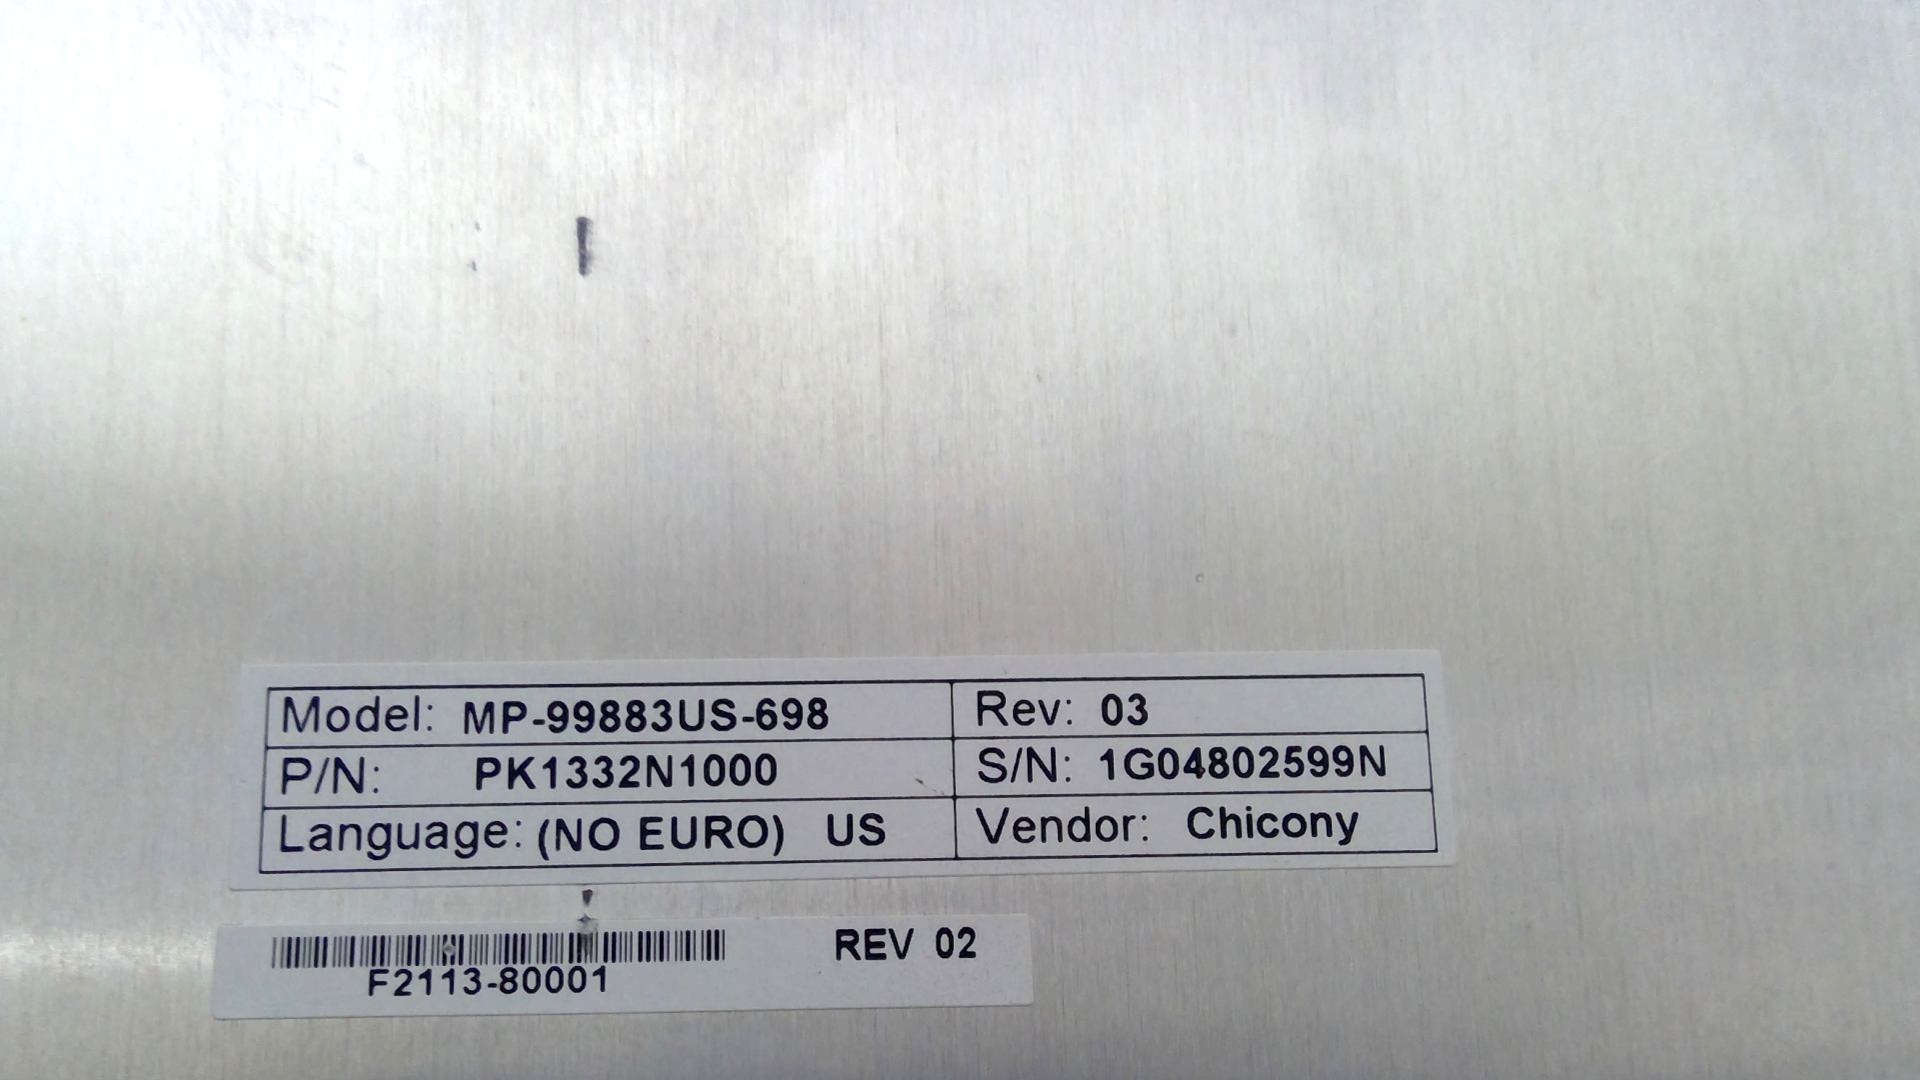 Model: MP-99883US-698 Rev: 03
P/N: PK1332N1000 S/N: 1G04802599N
Language: (NO EURO) US Vendor: Chicony
F2113-80001 REV 02